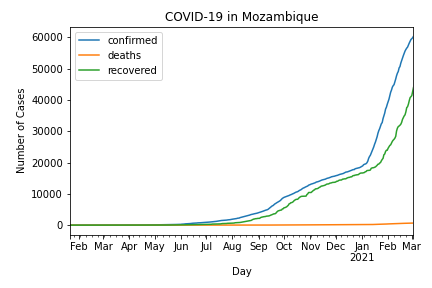 COVID-19 in Mozambique
confirmed
deaths
recovered
Number of Cases
60000
50000
40000
30000
20000
10000
0
Feb Mar Apr May Jun Jul Aug Sep Oct Nov Dec Jan Feb Mar
2021
Day